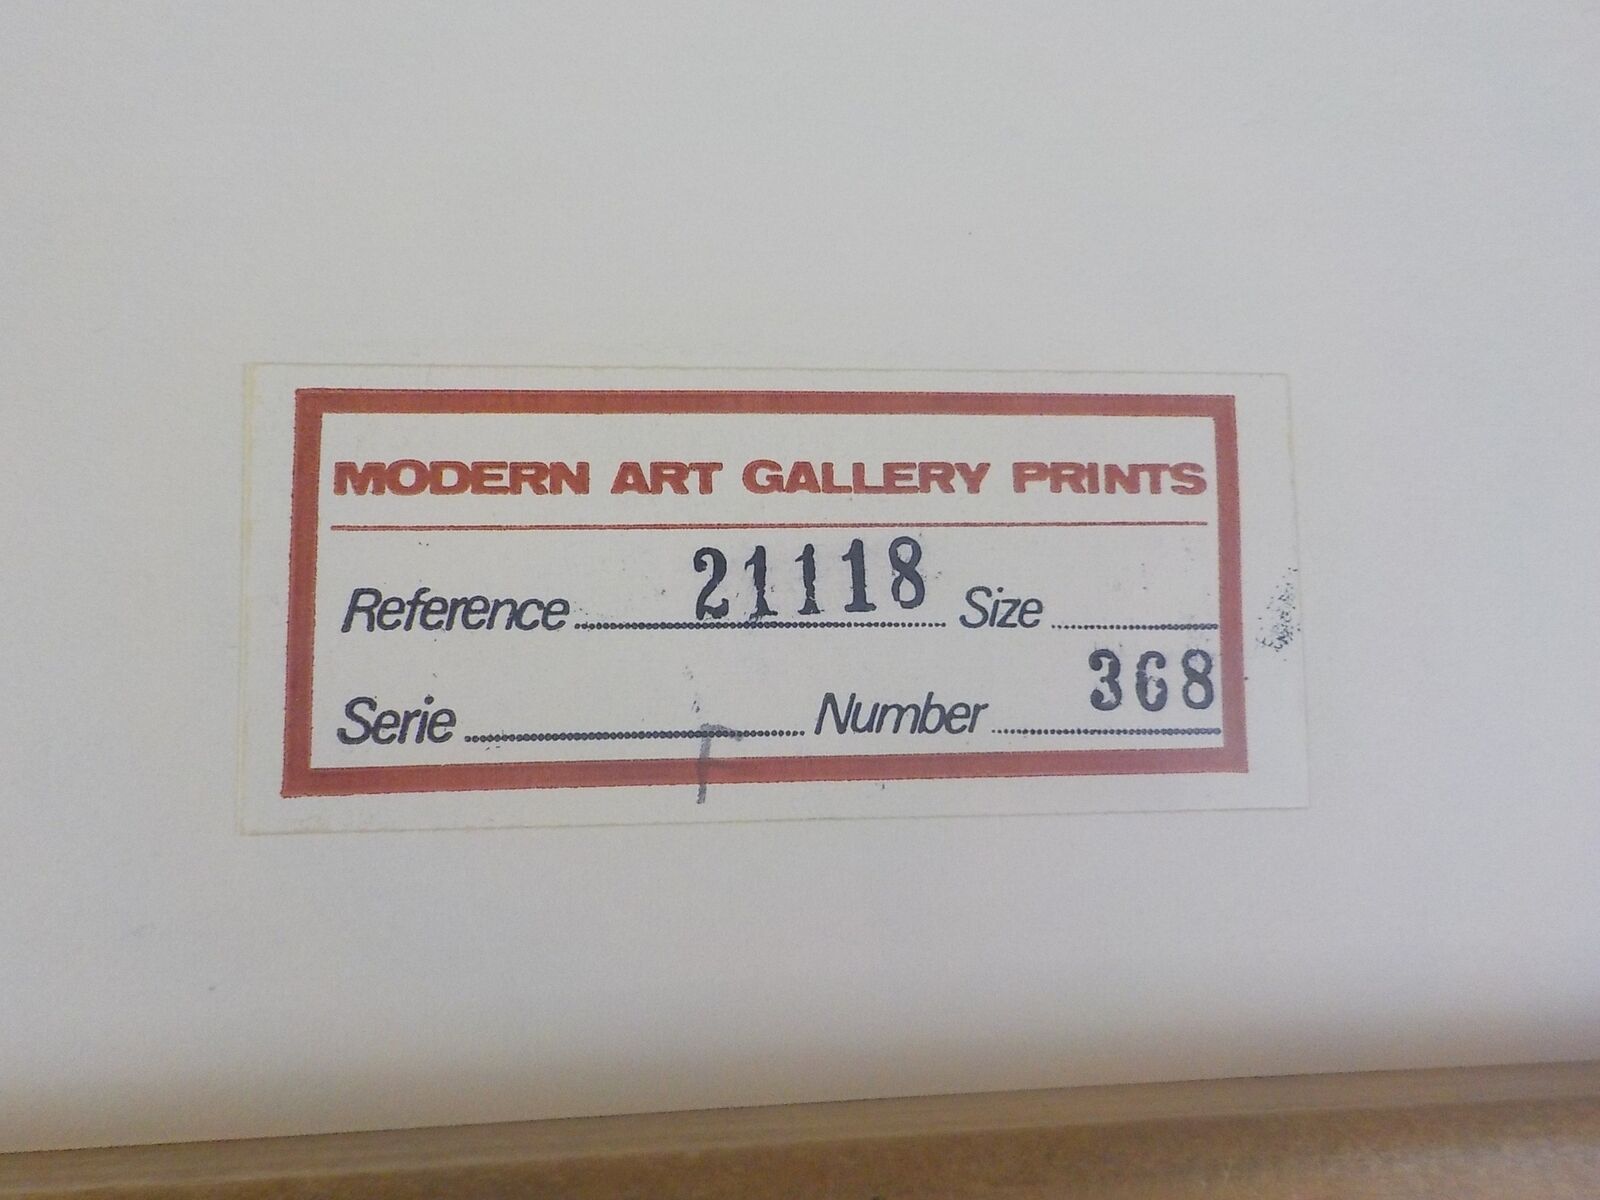 MODERN ART GALLERY PRINTS
Reference 21118 Size
Serie Number 368